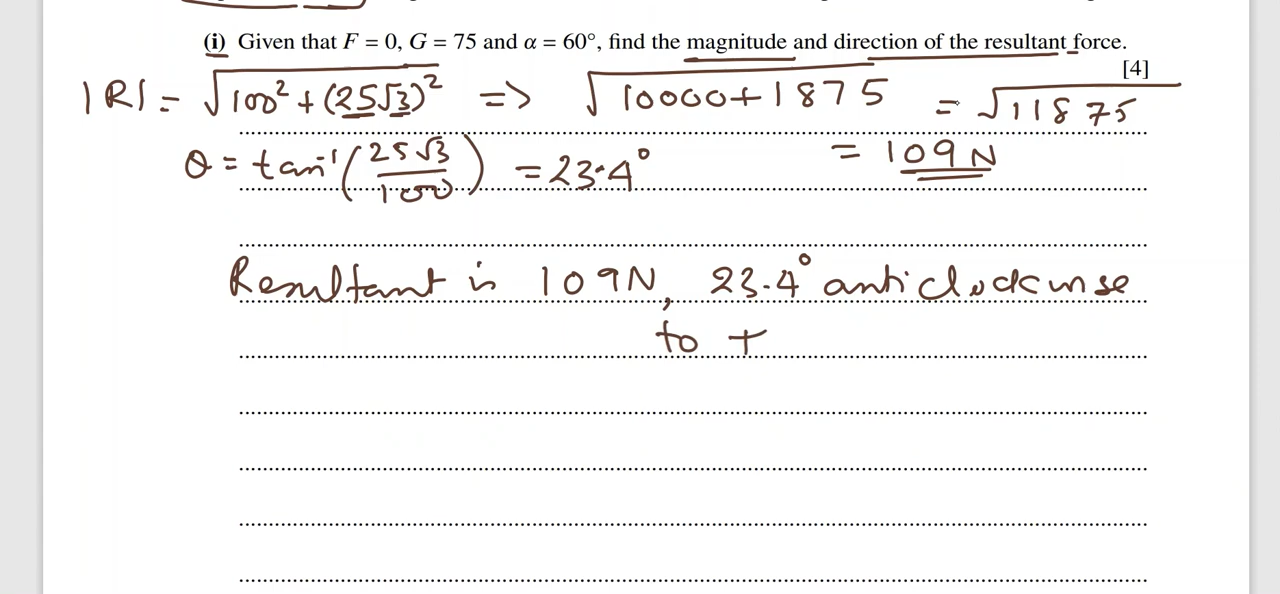 (i) Given that F = 0, G = 75 and α = 60°, find the magnitude and direction of the resultant force.
[4]
|R| = √(100² + (25√3)²) => √(10000+1875) = √11875
= 109N
θ = tan⁻¹(25√3/100) = 23.4°
Resultant is 109N, 23.4° anticlockwise
to +